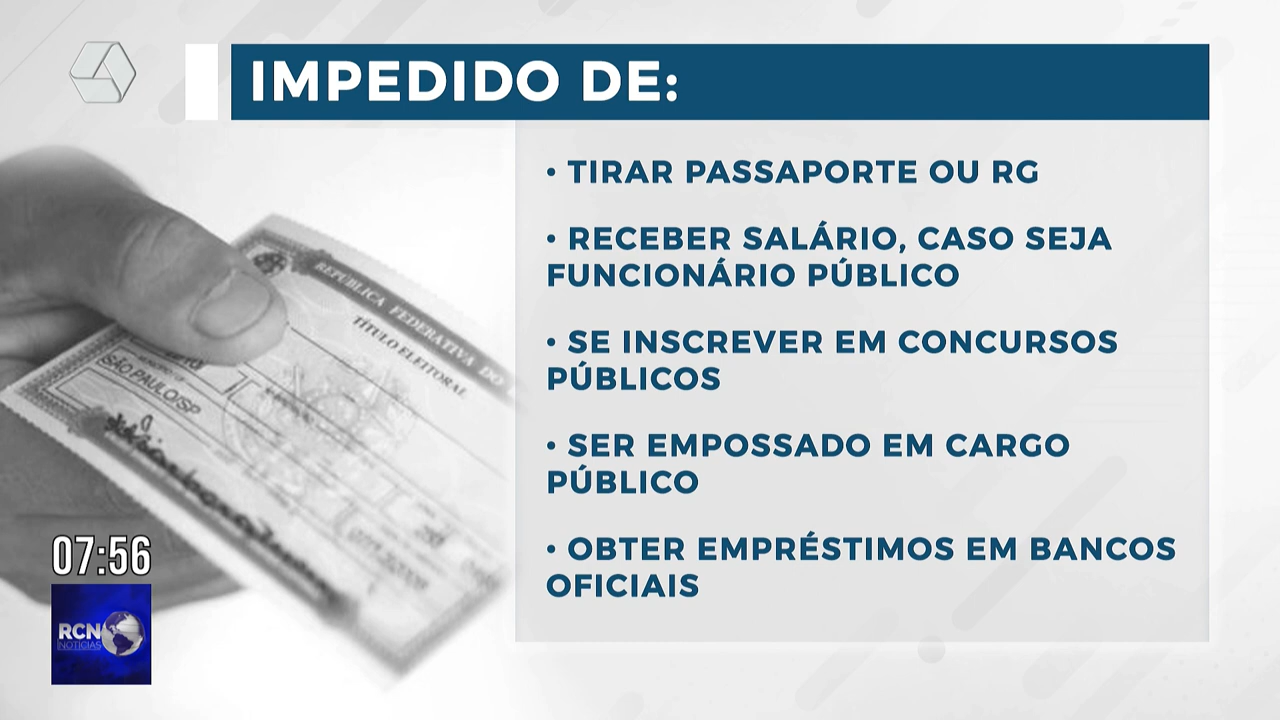 IMPEDIDO DE:
• TIRAR PASSAPORTE OU RG
• RECEBER SALÁRIO, CASO SEJA
FUNCIONÁRIO PÚBLICO
• SE INSCREVER EM CONCURSOS
PÚBLICOS
• SER EMPOSSADO EM CARGO
PÚBLICO
• OBTER EMPRÉSTIMOS EM BANCOS
OFICIAIS
REPÚBLICA FEDERATIVA DO
TÍTULO ELEITORAL
SÃO PAULO/SP
07:56
RCN
NOTÍCIAS